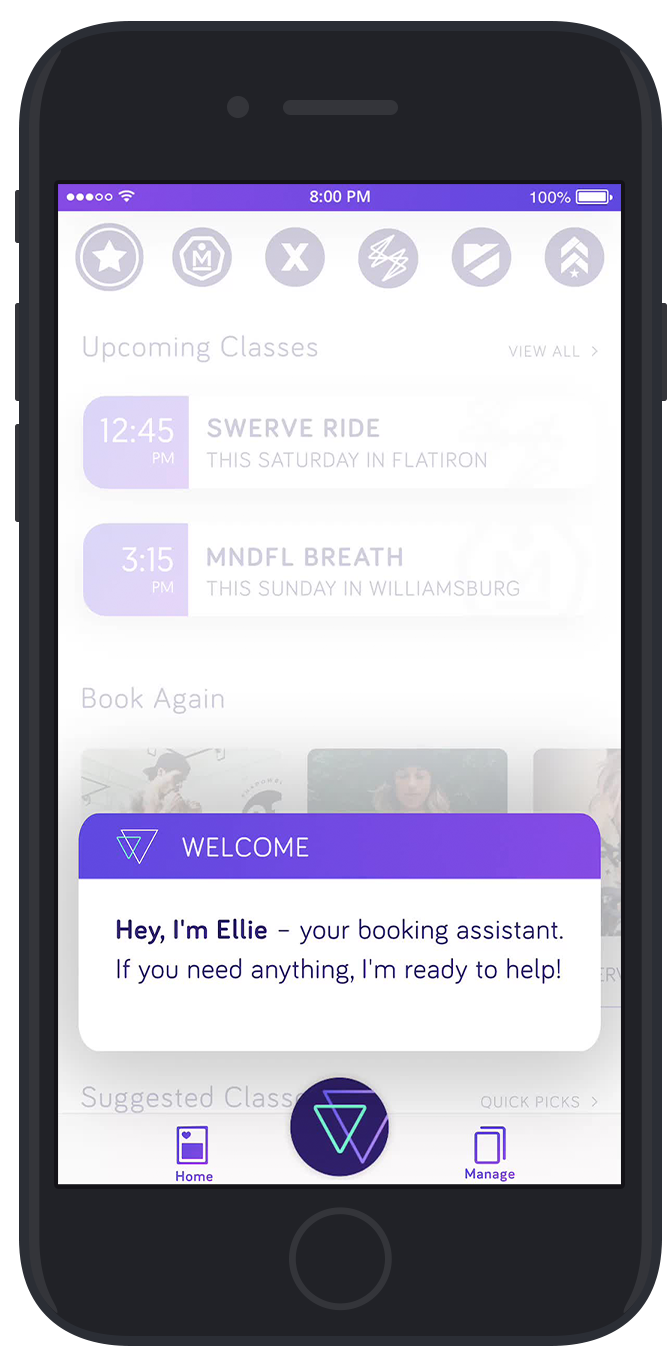 8:00 PM
100%
M
X
Upcoming Classes
VIEW ALL >
12:45
PM
SWERVE RIDE
THIS SATURDAY IN FLATIRON
3:15
PM
MNDFL BREATH
THIS SUNDAY IN WILLIAMSBURG
Book Again
WELCOME
Hey, I'm Ellie – your booking assistant.
If you need anything, I'm ready to help!
Suggested Classe
QUICK PICKS >
Home
Manage